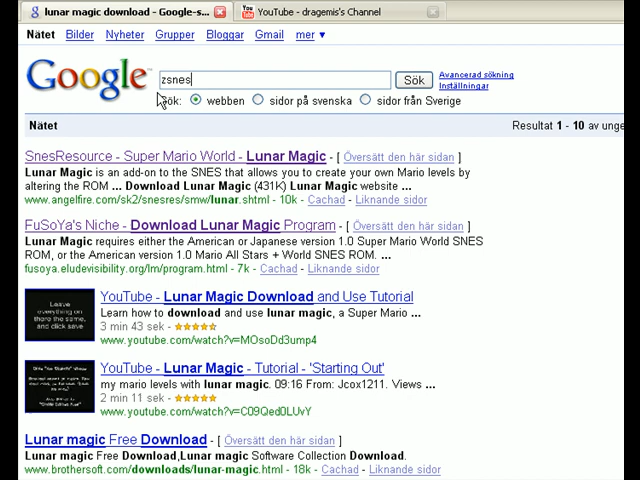 lunar magic download - Google-s... YouTube - dragemis's Channel
Nätet Bilder Nyheter Grupper Bloggar Gmail mer ▼
Google zsnes Sök Avancerad sökning
Inställningar
Sök: webben sidor på svenska sidor från Sverige
Nätet Resultat 1 - 10 av unge
SnesResource - Super Mario World - Lunar Magic - [ Översätt den här sidan ]
Lunar Magic is an add-on to the SNES that allows you to create your own Mario levels by
altering the ROM ... Download Lunar Magic (431K) Lunar Magic website ...
www.angelfire.com/sk2/snesres/smw/lunar.shtml - 10k - Cachad - Liknande sidor
FuSoYa's Niche - Download Lunar Magic Program - [ Översätt den här sidan ]
Lunar Magic requires either the American or Japanese version 1.0 Super Mario World SNES
ROM, or the American version 1.0 Mario All Stars + World SNES ROM. ...
fusoya.eludevisibility.org/lm/program.html - 7k - Cachad - Liknande sidor
YouTube - Lunar Magic Download and Use Tutorial
Leave
everything on
there the same,
and click save
Learn how to download and use lunar magic, a Super Mario ...
3 min 43 sek -
www.youtube.com/watch?v=MOsoDd3ump4
YouTube - Lunar Magic - Tutorial - 'Starting Out'
my mario levels with lunar magic. 09:16 From: Jcox1211. Views ...
2 min 11 sek -
www.youtube.com/watch?v=C09Qed0LUvY
Lunar magic Free Download - [ Översätt den här sidan ]
Lunar magic Free Download,Lunar magic Software Collection Download.
www.brothersoft.com/downloads/lunar-magic.html - 18k - Cachad - Liknande sidor